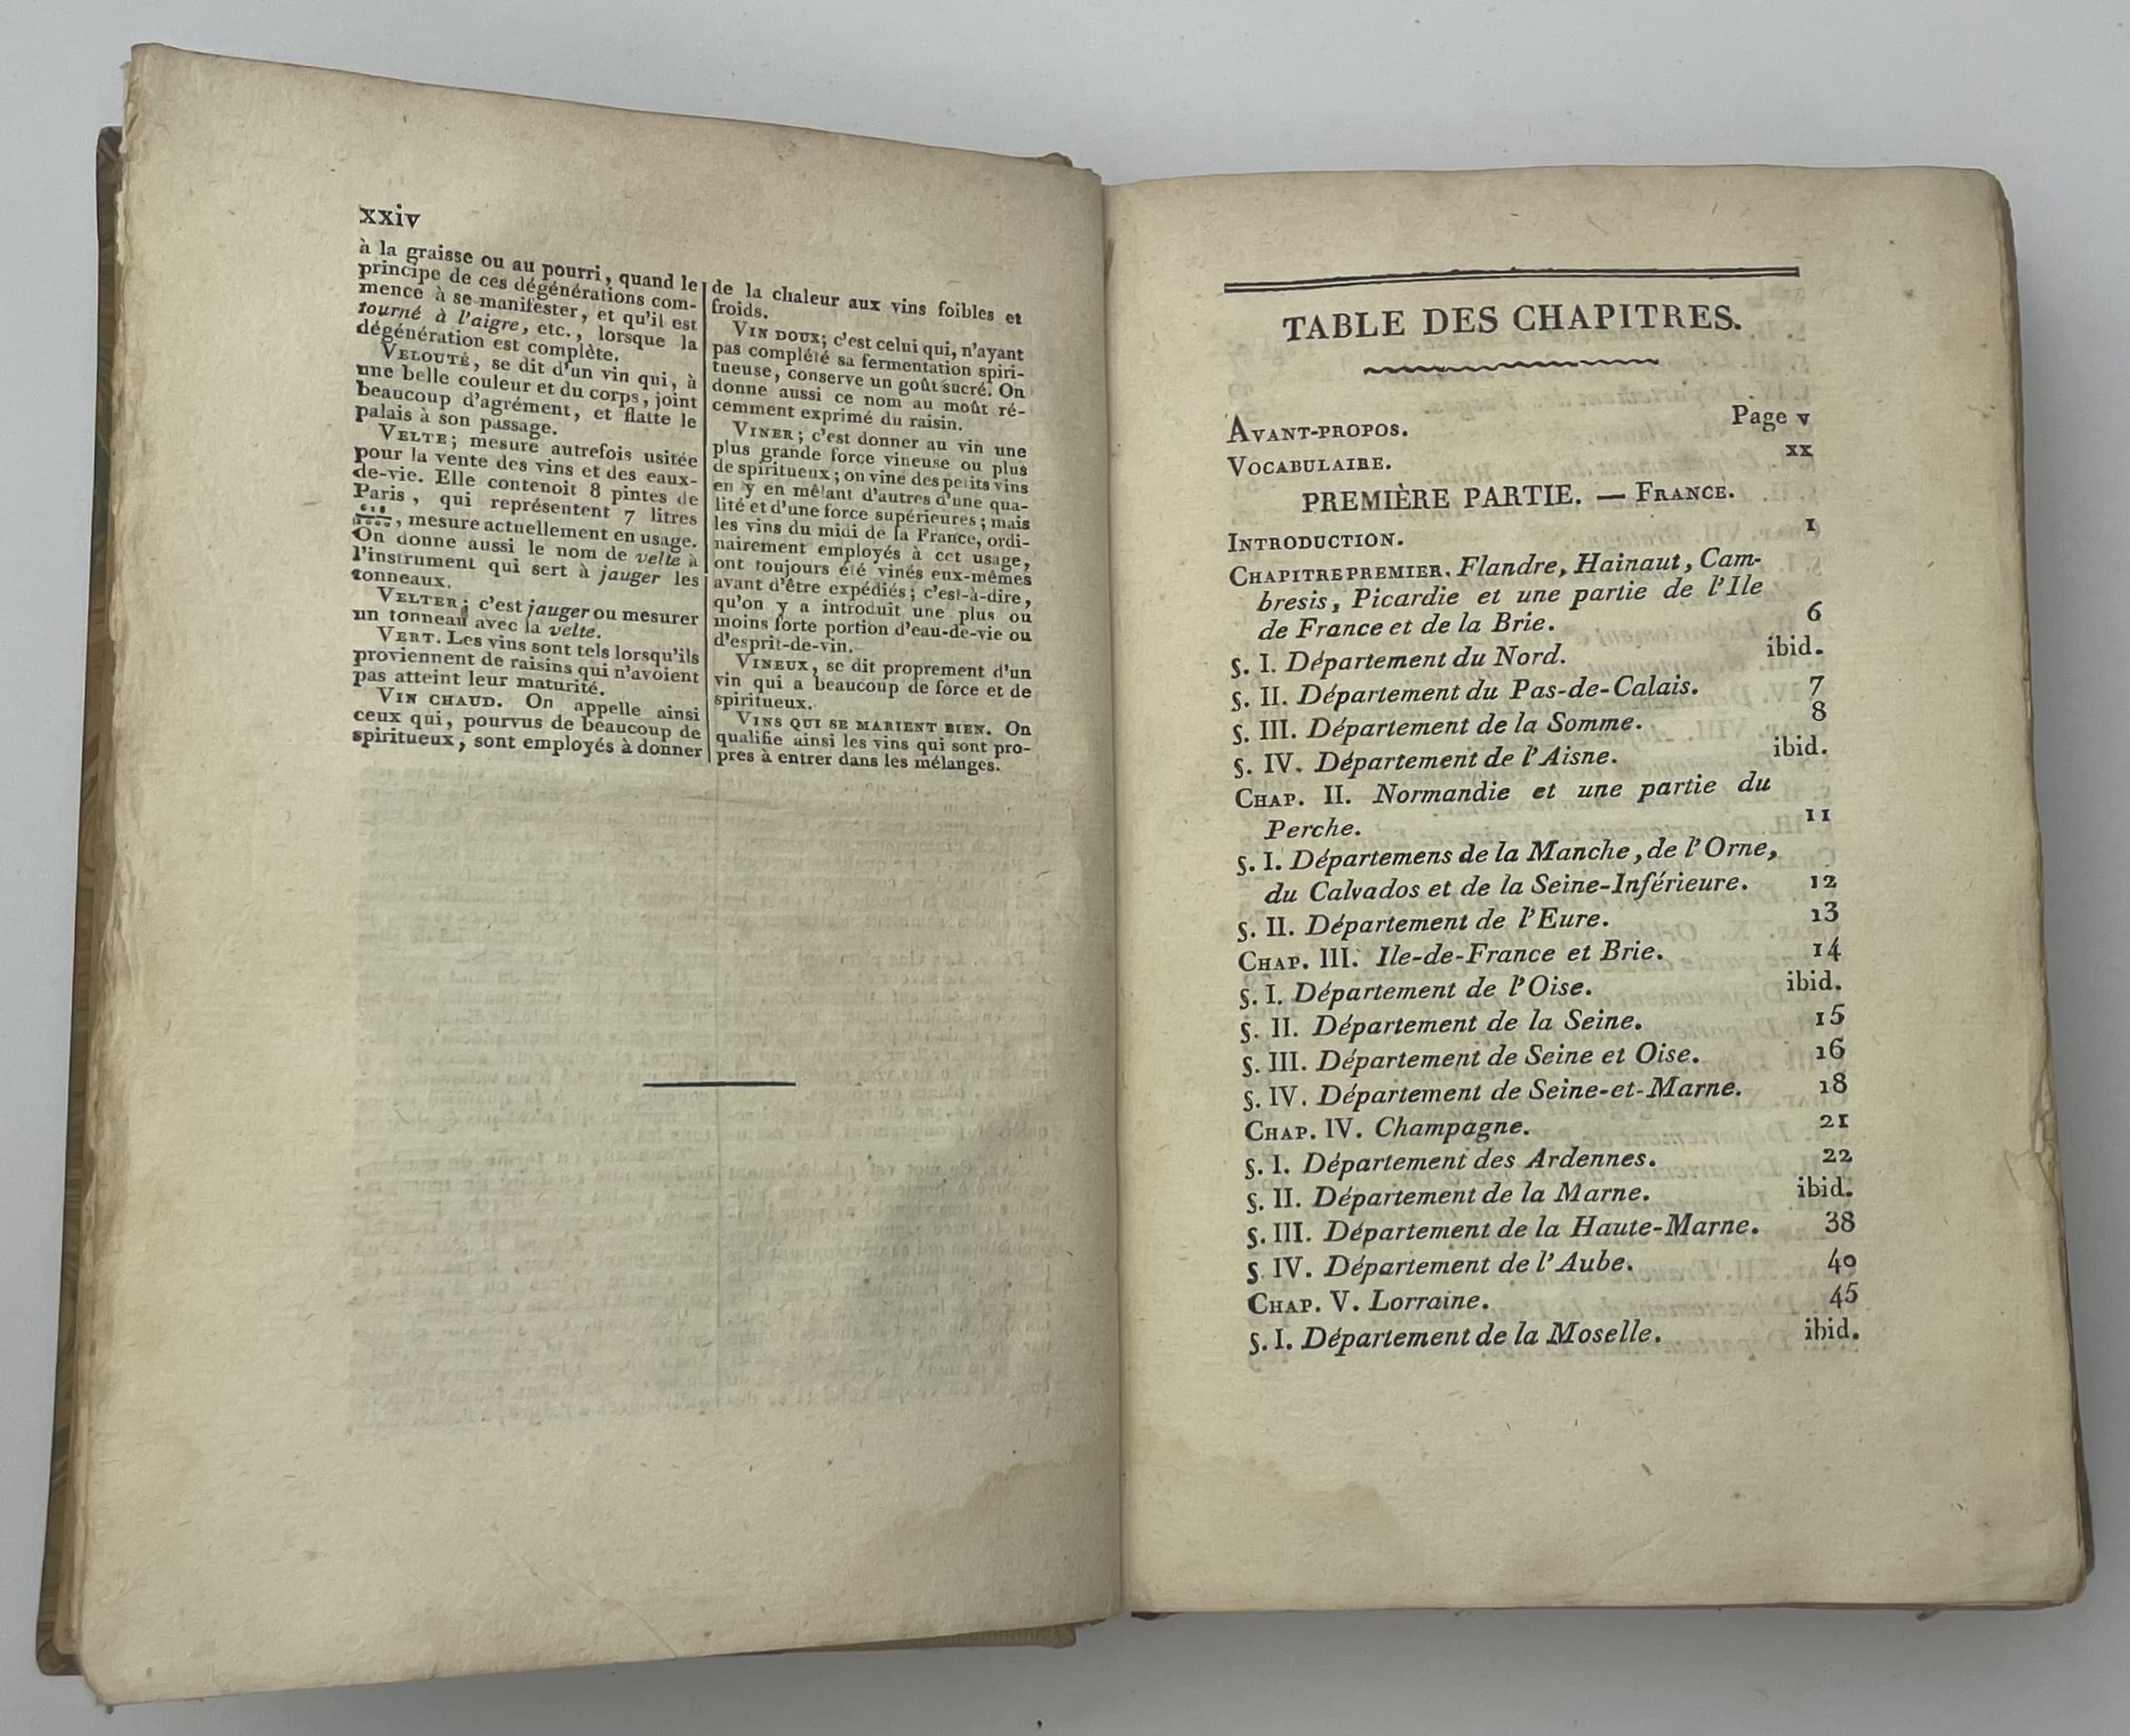 xxiv
à la graisse ou au pourri, quand le
principe de ces dégénérations com-
mence à se manifester, et qu'il est
tourné à l'aigre, etc., lorsque la
dégénération est complète.
VELOUTÉ, se dit d'un vin qui, à
une belle couleur et du corps, joint
beaucoup d'agrément, et flatte le
palais à son passage.
VELTE; mesure autrefois usitée
pour la vente des vins et des eaux-
de-vie. Elle contenoit 8 pintes de
Paris, qui représentent 7 litres
, mesure actuellement en usage.
On donne aussi le nom de velte à
l'instrument qui sert à jauger les
tonneaux.
VELTER; c'est jauger ou mesurer
un tonneau avec la velte.
VERT. Les vins sont tels lorsqu'ils
proviennent de raisins qui n'avoient
pas atteint leur maturité.
VIN CHAUD. On appelle ainsi
ceux qui, pourvus de beaucoup de
spiritueux, sont employés à donner
de la chaleur aux vins foibles et
froids.
VIN DOUX; c'est celui qui, n'ayant
pas complété sa fermentation spiri-
tueuse, conserve un goût sucré. On
donne aussi ce nom au moût ré-
cemment exprimé du raisin.
VINER; c'est donner au vin une
plus grande force vineuse ou plus
de spiritueux; on vine des petits vins
en y en mêlant d'autres d'une qua-
lité et d'une force supérieures; mais
les vins du midi de la France, ordi-
nairement employés à cet usage,
ont toujours été vinés eux-mêmes
avant d'être expédiés; c'est-à-dire,
qu'on y a introduit une plus ou
moins forte portion d'eau-de-vie ou
d'esprit-de-vin.
VINEUX, se dit proprement d'un
vin qui a beaucoup de force et de
spiritueux.
VINS QUI SE MARIENT BIEN. On
qualifie ainsi les vins qui sont pro-
pres à entrer dans les mélanges.
TABLE DES CHAPITRES.
AVANT-PROPOS. Page v
VOCABULAIRE. xx
PREMIÈRE PARTIE. — FRANCE.
INTRODUCTION. 1
CHAPITRE PREMIER. Flandre, Hainaut, Cam-
bresis, Picardie et une partie de l'Ile
de France et de la Brie. 6
§. I. Département du Nord. ibid.
§. II. Département du Pas-de-Calais. 7
§. III. Département de la Somme. 8
§. IV. Département de l'Aisne. ibid.
CHAP. II. Normandie et une partie du
Perche. 11
§. I. Départemens de la Manche, de l'Orne,
du Calvados et de la Seine-Inférieure. 12
§. II. Département de l'Eure. 13
CHAP. III. Ile-de-France et Brie. 14
§. I. Département de l'Oise. ibid.
§. II. Département de la Seine. 15
§. III. Département de Seine et Oise. 16
§. IV. Département de Seine-et-Marne. 18
CHAP. IV. Champagne. 21
§. I. Département des Ardennes. 22
§. II. Département de la Marne. ibid.
§. III. Département de la Haute-Marne. 38
§ IV. Département de l'Aube. 40
CHAP. V. Lorraine. 45
§. I. Département de la Moselle. ibid.